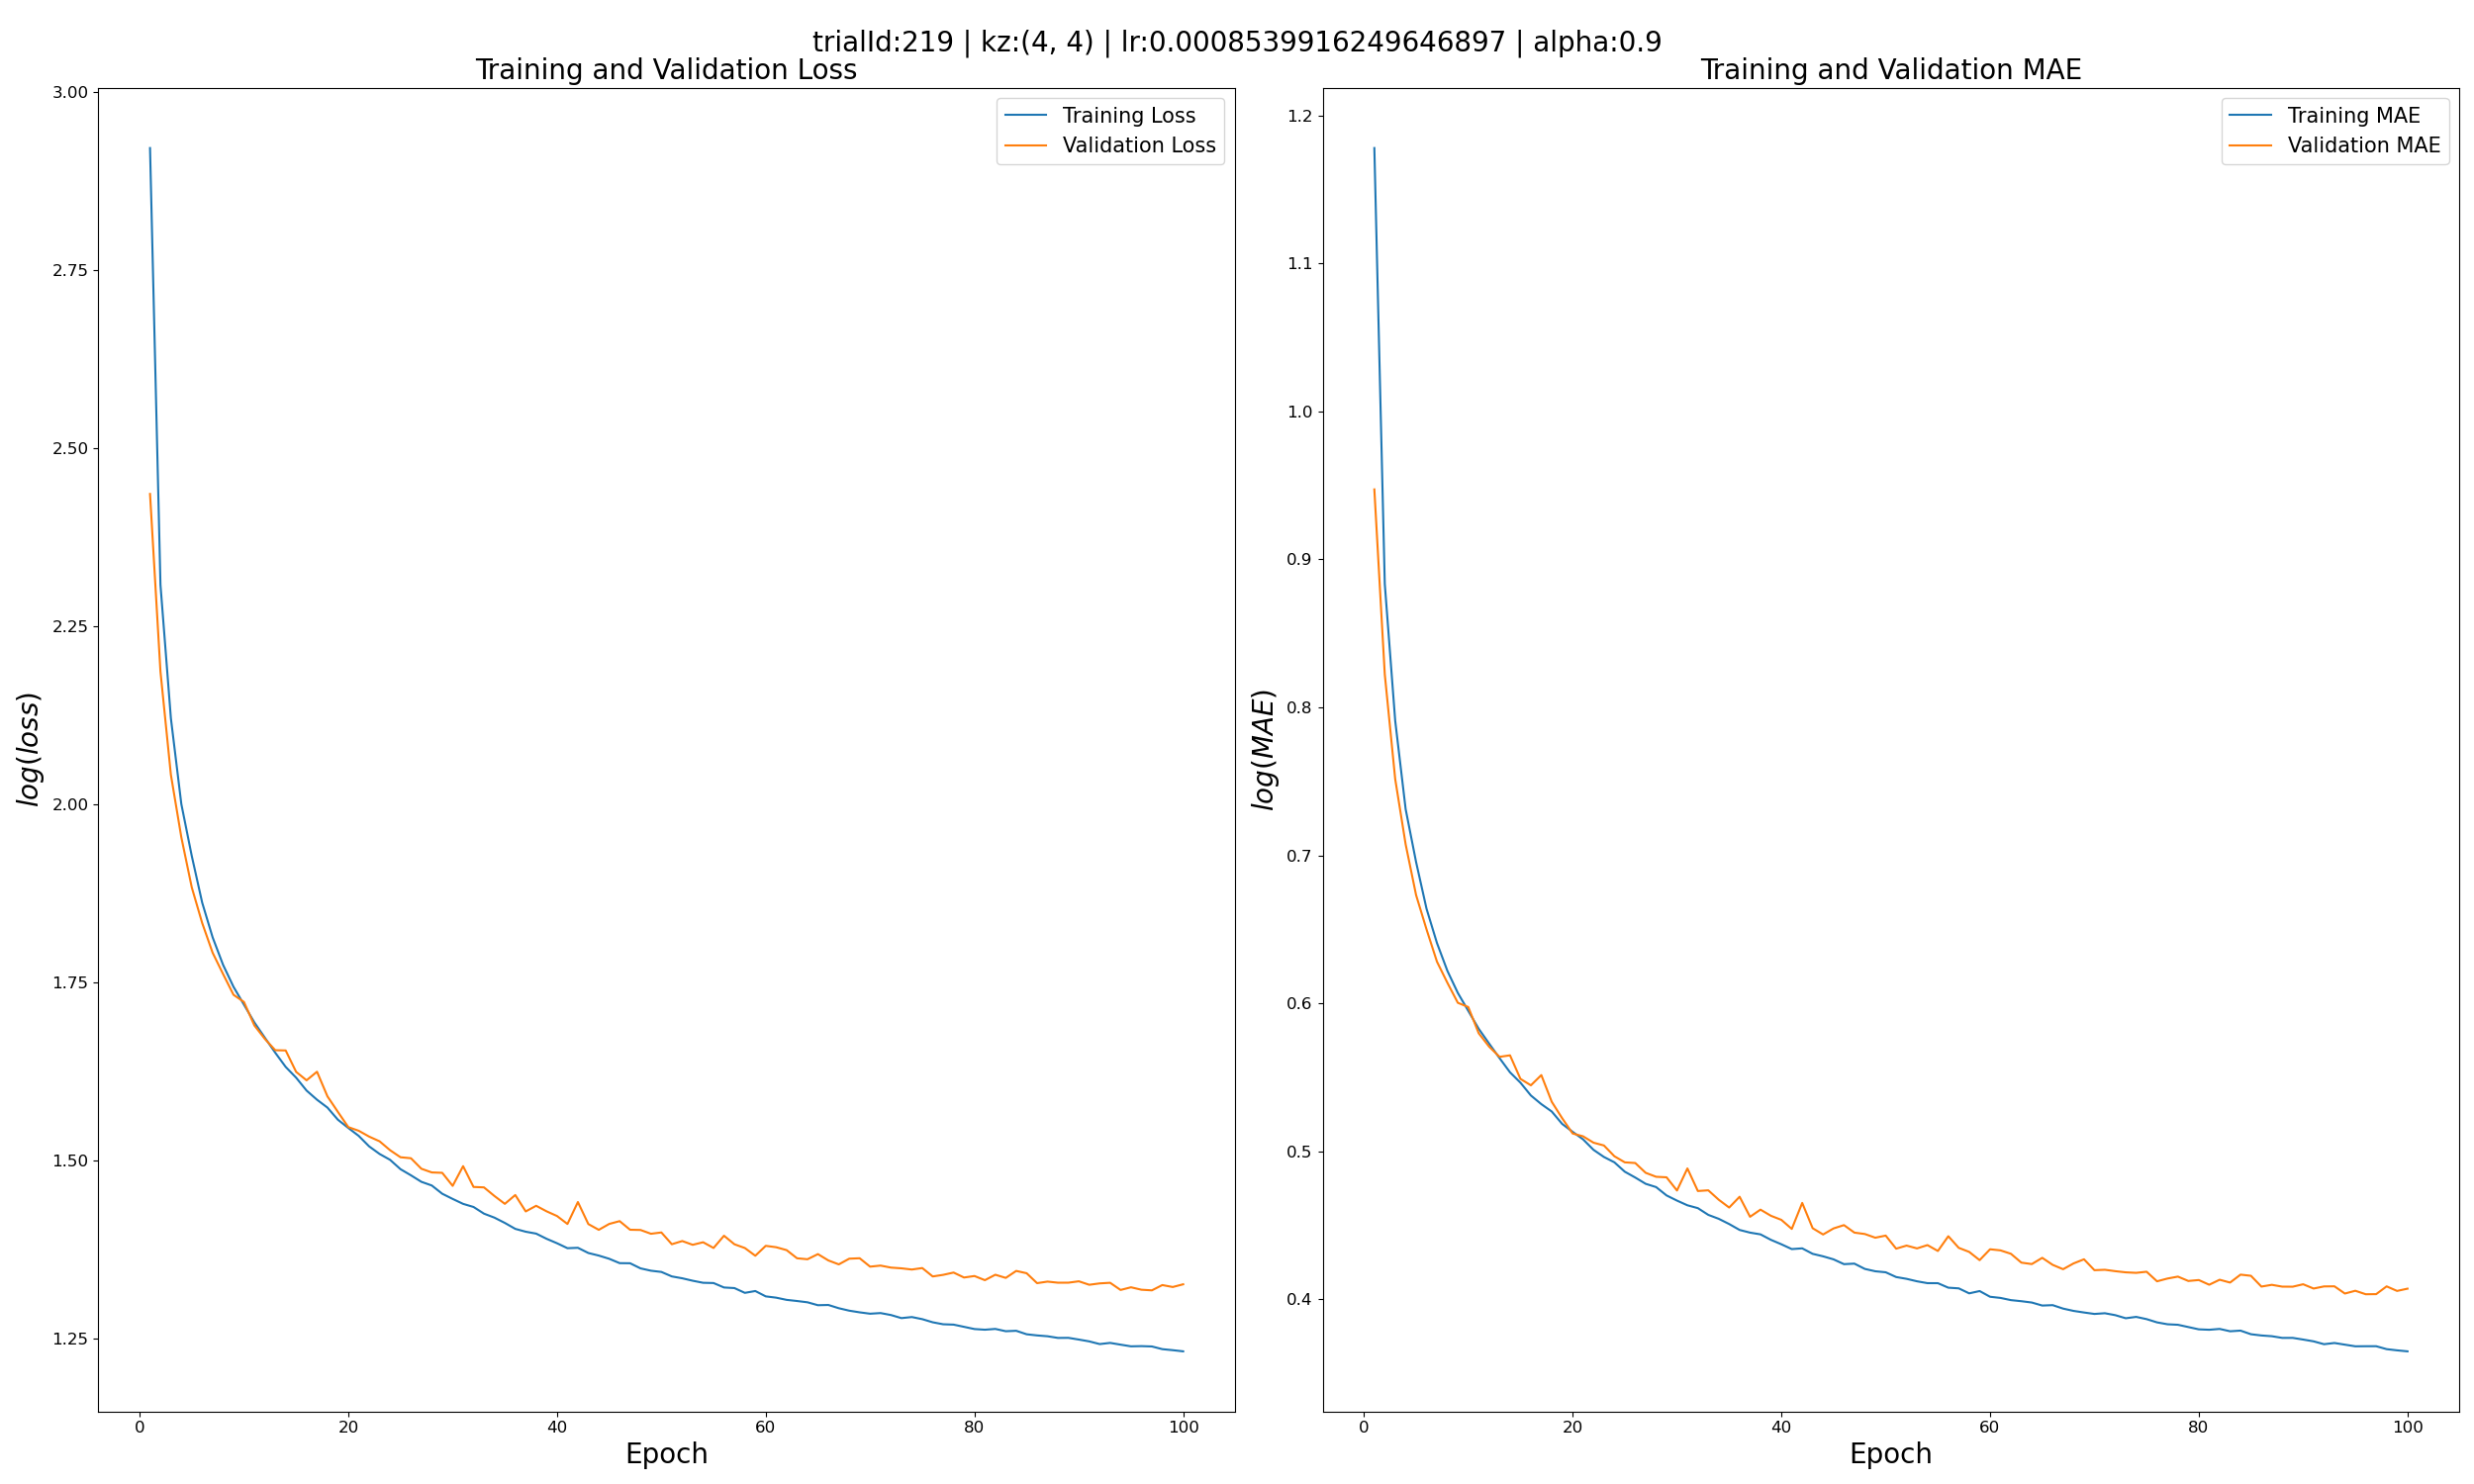 trialId:219 | kz:(4, 4) | lr:0.0008539916249646897 | alpha:0.9
Training and Validation Loss
3.00
2.75
2.50
2.25
2.00
1.75
1.50
1.25
log(loss)
Training Loss
Validation Loss
0 20 40 60 80 100
Epoch
Training and Validation MAE
1.2
1.1
1.0
0.9
0.8
0.7
0.6
0.5
0.4
log(MAE)
Training MAE
Validation MAE
0 20 40 60 80 100
Epoch